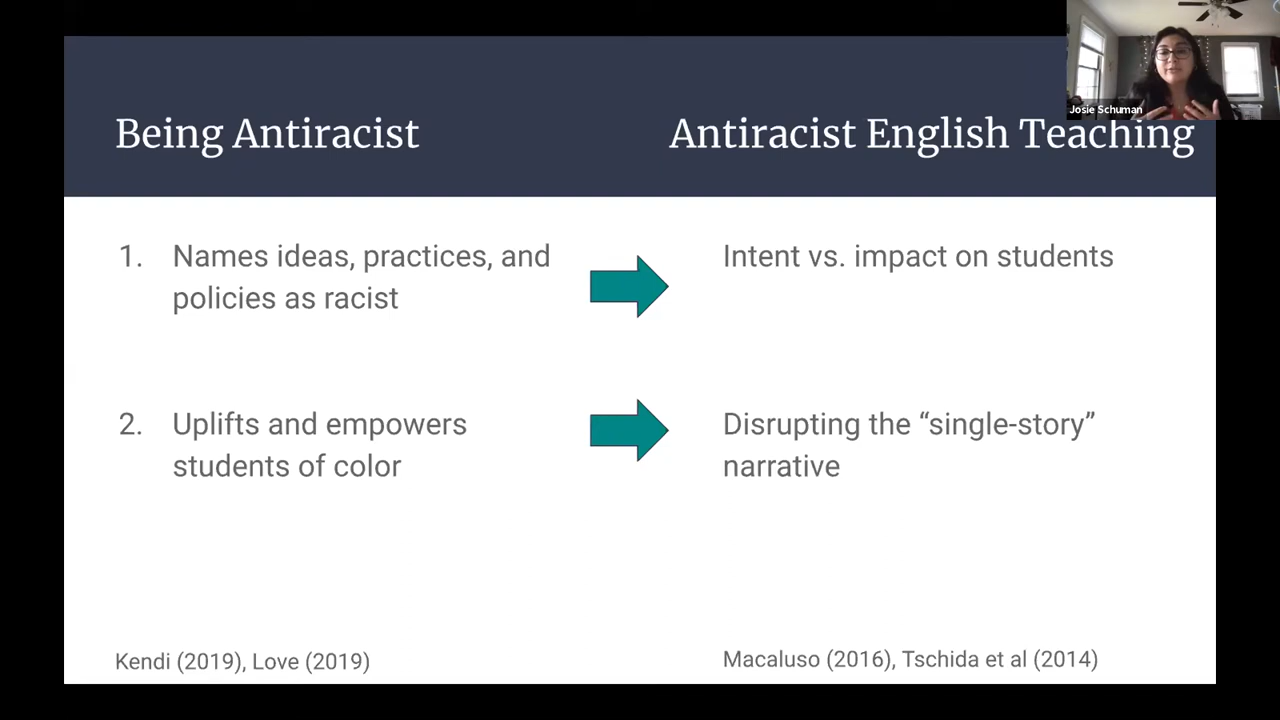 Josie Schuman
Being Antiracist
Antiracist English Teaching
1. Names ideas, practices, and
policies as racist
Intent vs. impact on students
2. Uplifts and empowers
students of color
Disrupting the “single-story”
narrative
Kendi (2019), Love (2019)
Macaluso (2016), Tschida et al (2014)